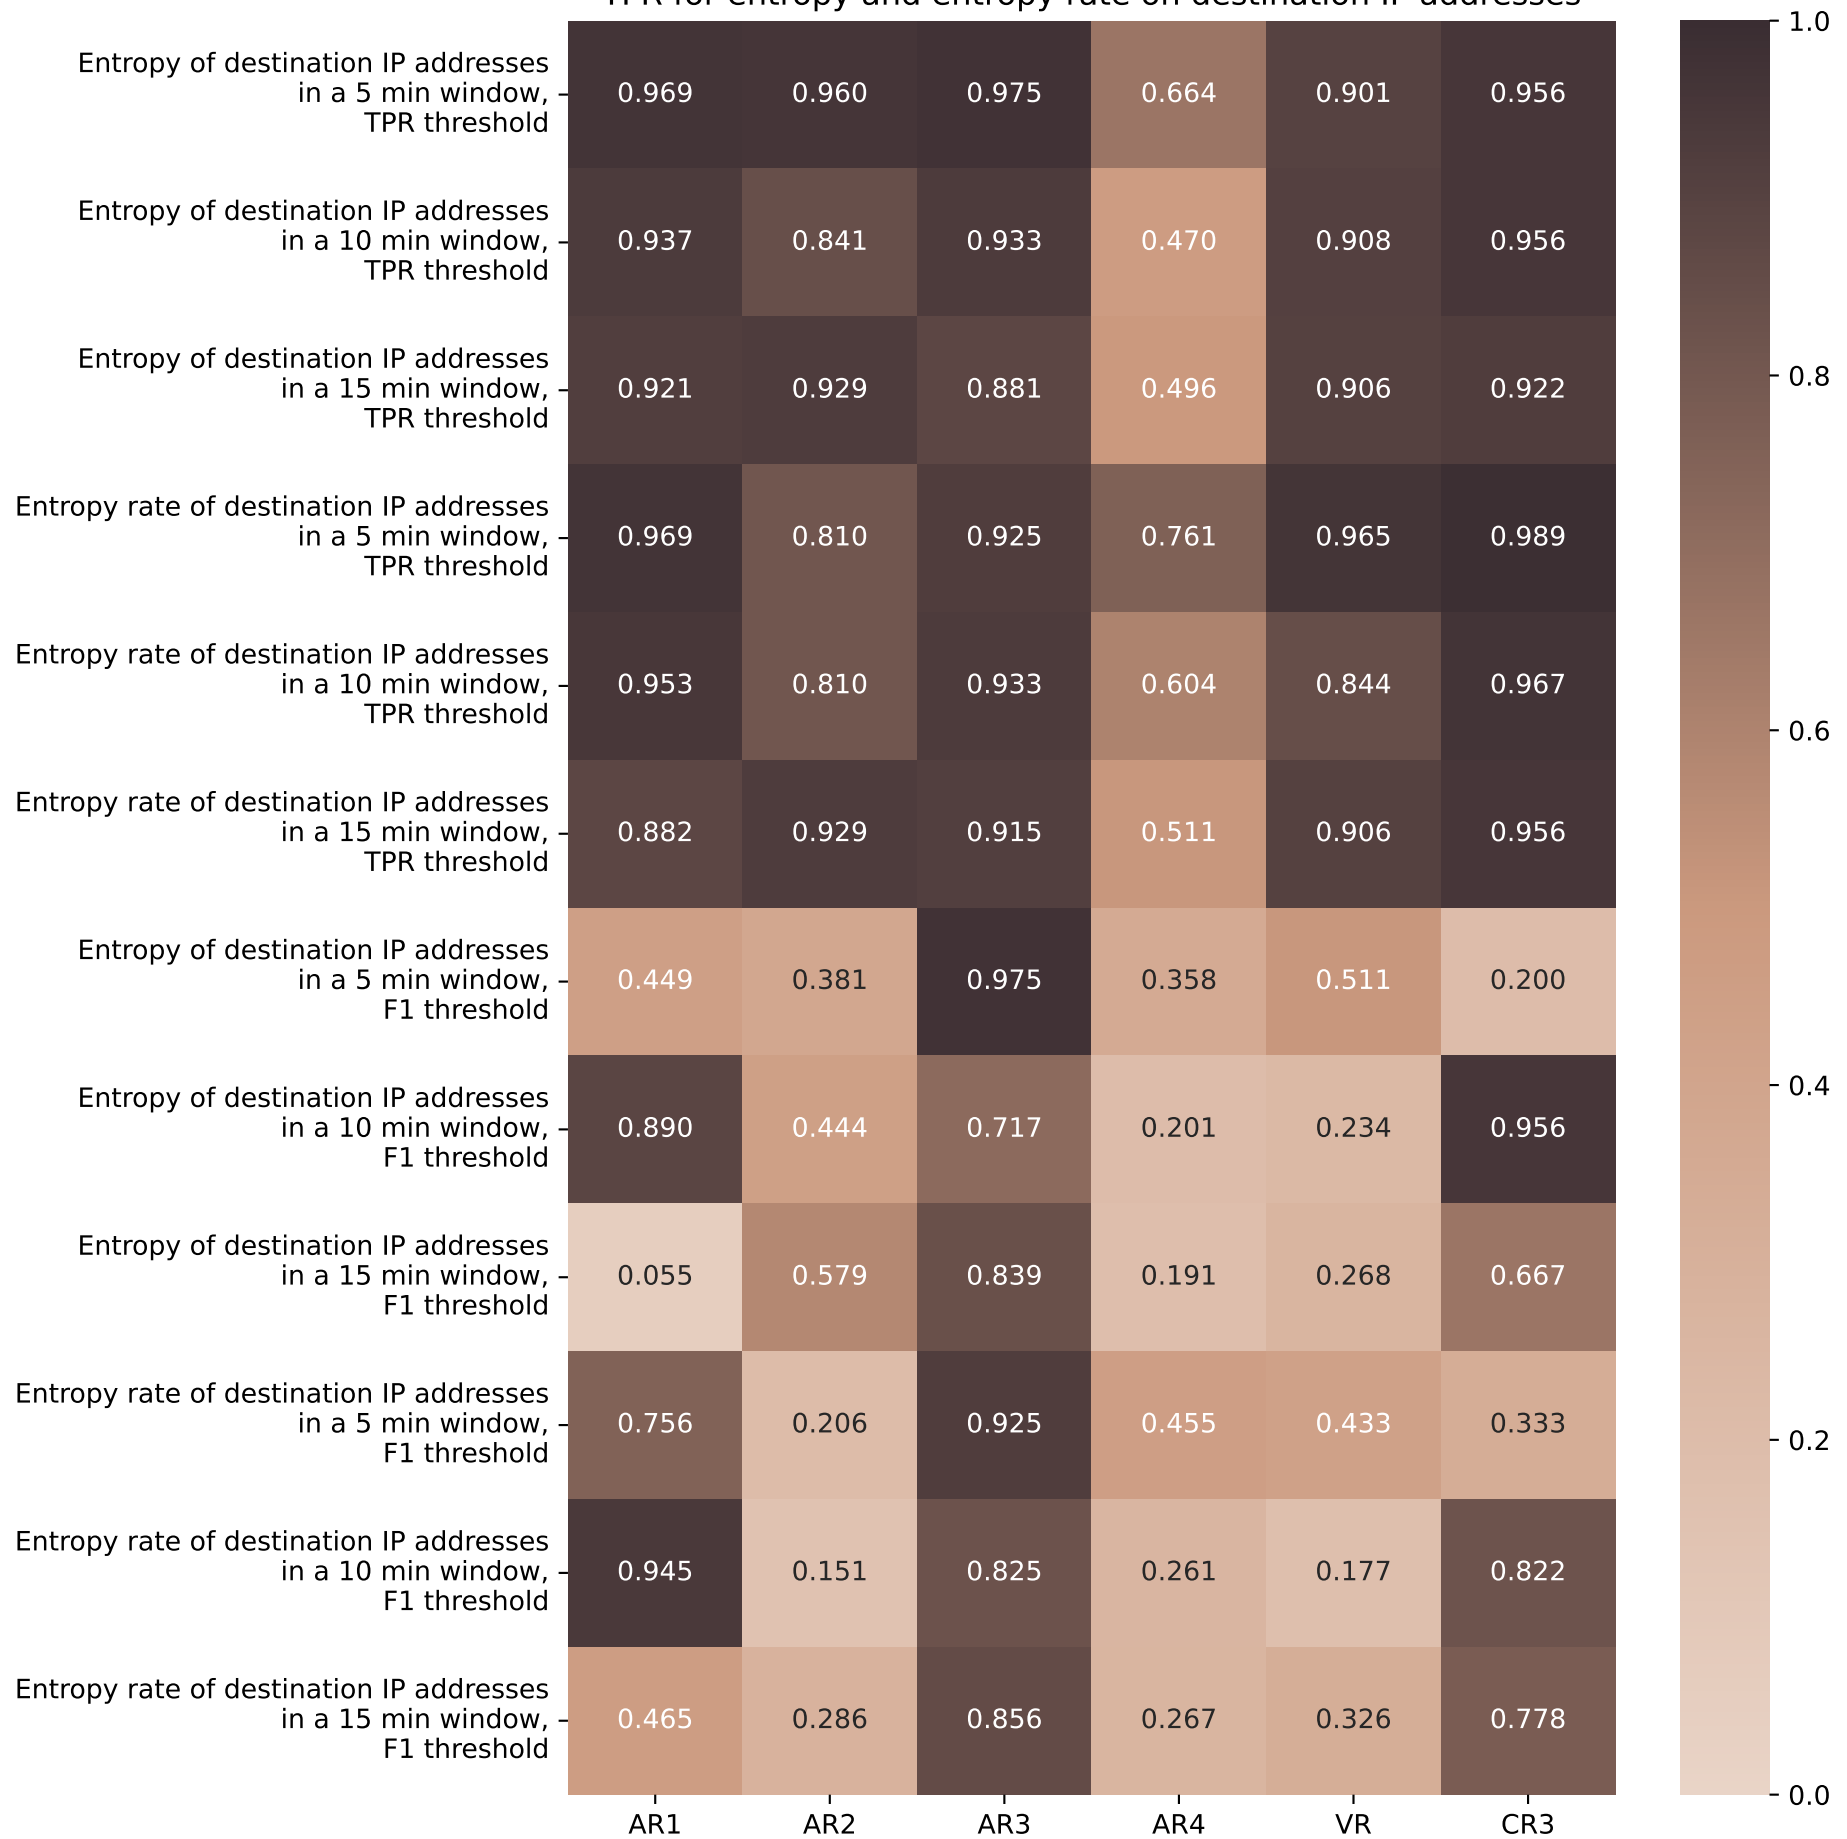 TPR for entropy and entropy rate on destination IP addresses
Entropy of destination IP addresses
in a 5 min window,
TPR threshold
0.969 0.960 0.975 0.664 0.901 0.956
Entropy of destination IP addresses
in a 10 min window,
TPR threshold
0.937 0.841 0.933 0.470 0.908 0.956
Entropy of destination IP addresses
in a 15 min window,
TPR threshold
0.921 0.929 0.881 0.496 0.906 0.922
Entropy rate of destination IP addresses
in a 5 min window,
TPR threshold
0.969 0.810 0.925 0.761 0.965 0.989
Entropy rate of destination IP addresses
in a 10 min window,
TPR threshold
0.953 0.810 0.933 0.604 0.844 0.967
Entropy rate of destination IP addresses
in a 15 min window,
TPR threshold
0.882 0.929 0.915 0.511 0.906 0.956
Entropy of destination IP addresses
in a 5 min window,
F1 threshold
0.449 0.381 0.975 0.358 0.511 0.200
Entropy of destination IP addresses
in a 10 min window,
F1 threshold
0.890 0.444 0.717 0.201 0.234 0.956
Entropy of destination IP addresses
in a 15 min window,
F1 threshold
0.055 0.579 0.839 0.191 0.268 0.667
Entropy rate of destination IP addresses
in a 5 min window,
F1 threshold
0.756 0.206 0.925 0.455 0.433 0.333
Entropy rate of destination IP addresses
in a 10 min window,
F1 threshold
0.945 0.151 0.825 0.261 0.177 0.822
Entropy rate of destination IP addresses
in a 15 min window,
F1 threshold
0.465 0.286 0.856 0.267 0.326 0.778
AR1 AR2 AR3 AR4 VR CR3
1.0
0.8
0.6
0.4
0.2
0.0